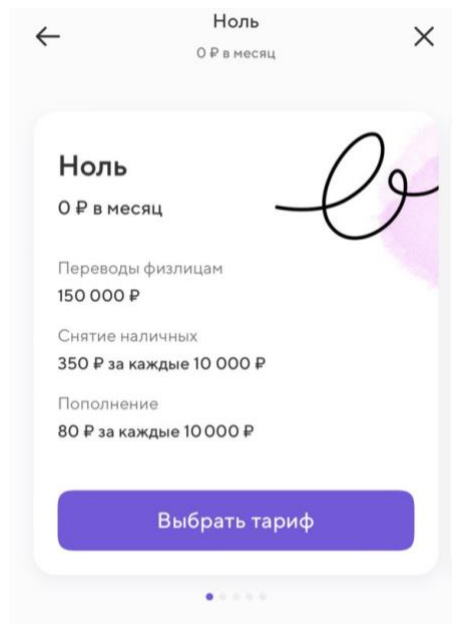 Ноль
0 ₽ в месяц
Ноль
0 ₽ в месяц
Переводы физлицам
150 000 ₽
Снятие наличных
350 ₽ за каждые 10 000 ₽
Пополнение
80 ₽ за каждые 10 000 ₽
Выбрать тариф